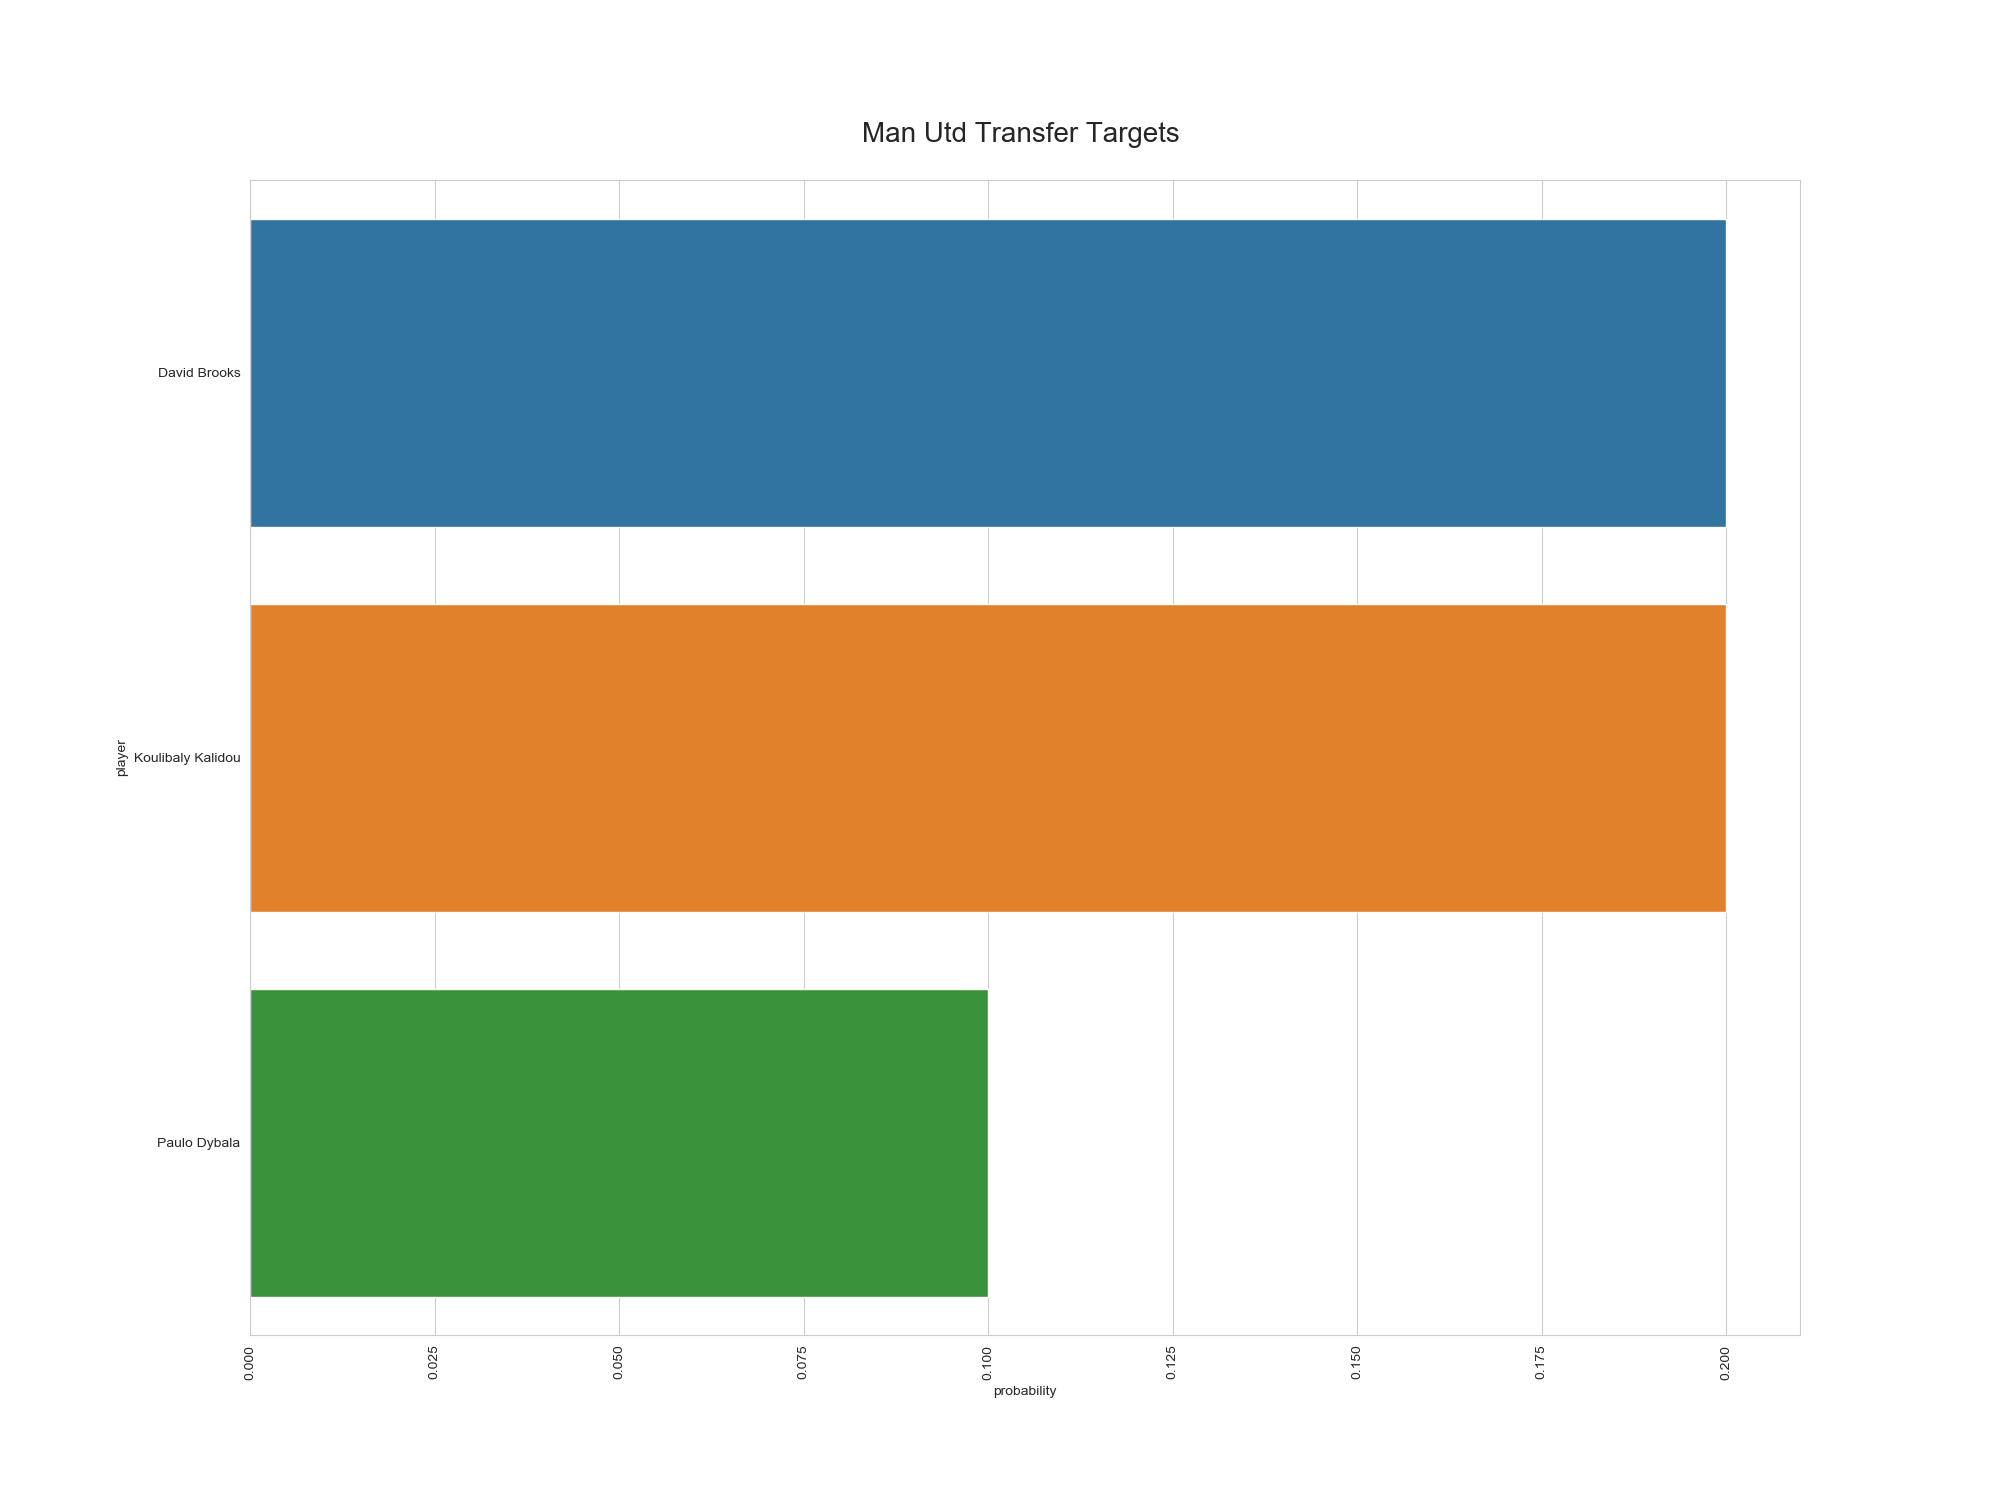 Man Utd Transfer Targets
David Brooks
Koulibaly Kalidou
Paulo Dybala
player
0.000
0.025
0.050
0.075
0.100
0.125
0.150
0.175
0.200
probability